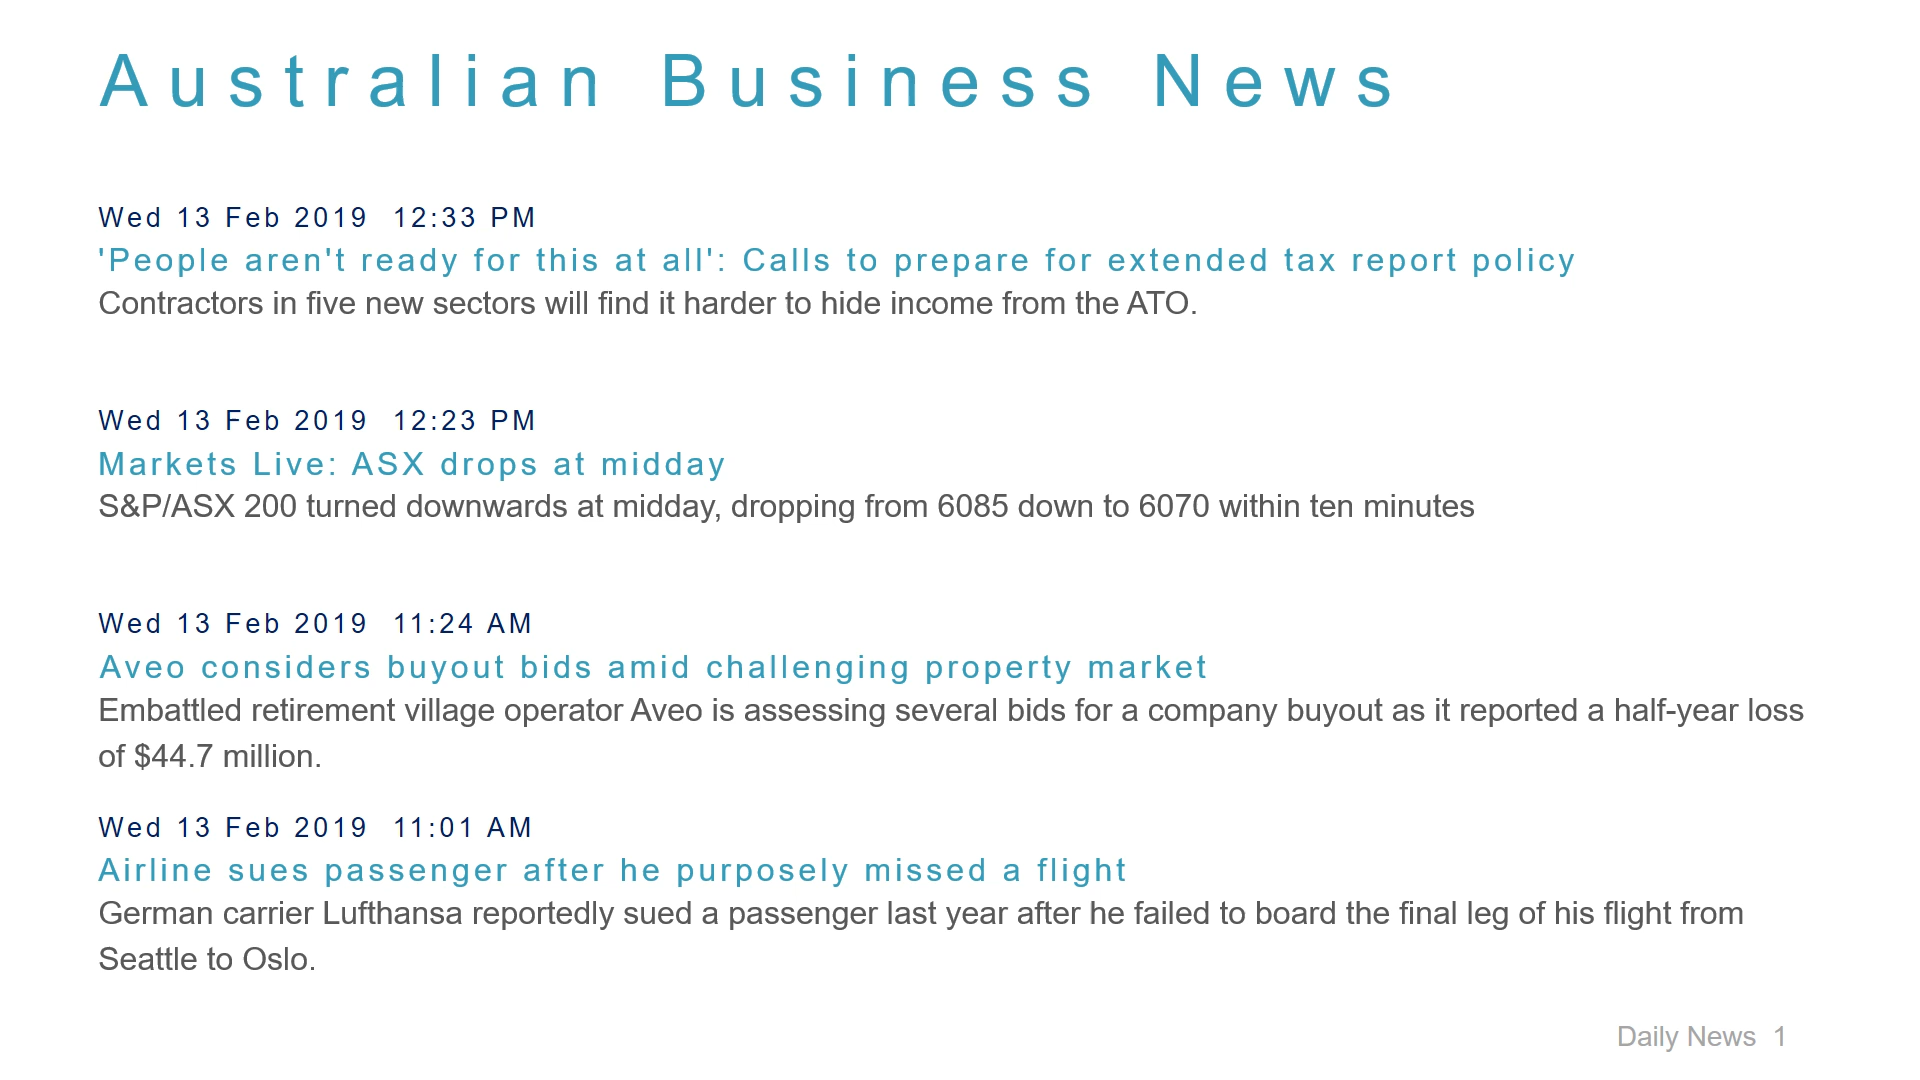 Australian Business News
Wed 13 Feb 2019 12:33 PM
'People aren't ready for this at all': Calls to prepare for extended tax report policy
Contractors in five new sectors will find it harder to hide income from the ATO.
Wed 13 Feb 2019 12:23 PM
Markets Live: ASX drops at midday
S&P/ASX 200 turned downwards at midday, dropping from 6085 down to 6070 within ten minutes
Wed 13 Feb 2019 11:24 AM
Aveo considers buyout bids amid challenging property market
Embattled retirement village operator Aveo is assessing several bids for a company buyout as it reported a half-year loss
of $44.7 million.
Wed 13 Feb 2019 11:01 AM
Airline sues passenger after he purposely missed a flight
German carrier Lufthansa reportedly sued a passenger last year after he failed to board the final leg of his flight from
Seattle to Oslo.
Daily News 1